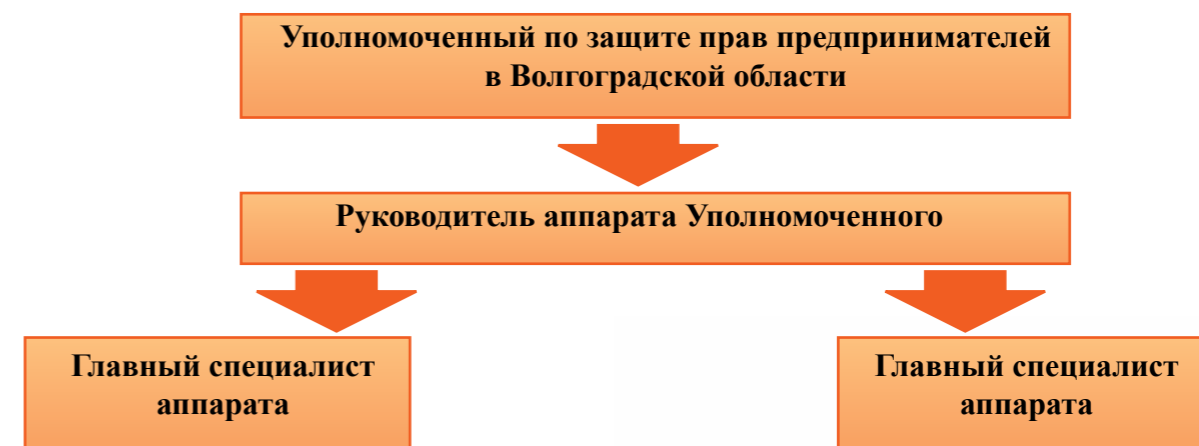 Уполномоченный по защите прав предпринимателей
в Волгоградской области
Руководитель аппарата Уполномоченного
Главный специалист
аппарата
Главный специалист
аппарата